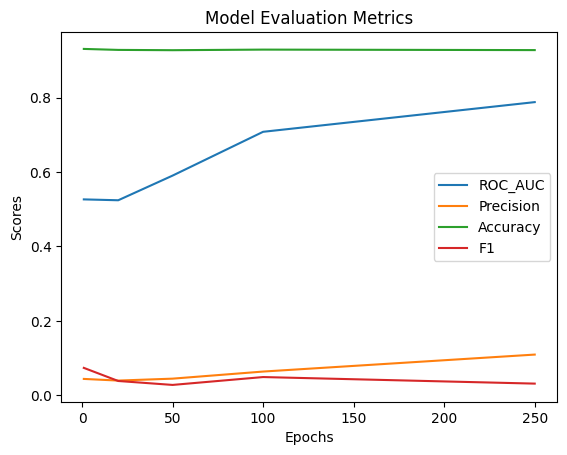 Model Evaluation Metrics
Scores
0.8
0.6
0.4
0.2
0.0
ROC_AUC
Precision
Accuracy
F1
0
50
100
150
200
250
Epochs